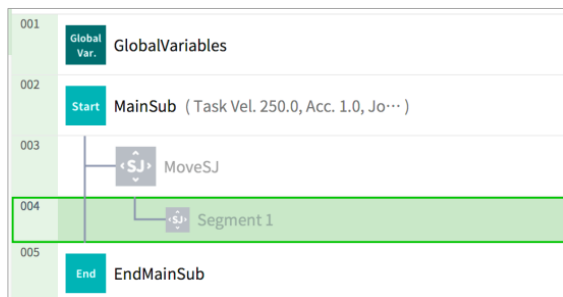 001
Global Var.
GlobalVariables
002
Start
MainSub ( Task Vel. 250.0, Acc. 1.0, Jo··· )
003
SJ
MoveSJ
004
SJ
Segment 1
005
End
EndMainSub